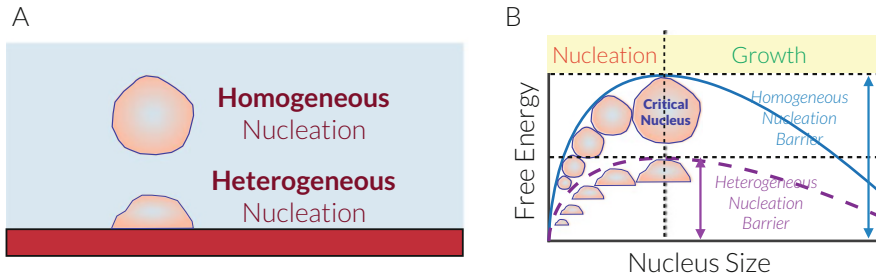 A
Homogeneous
Nucleation
Heterogeneous
Nucleation
B
Nucleation
Growth
Free Energy
Critical
Nucleus
Homogeneous
Nucleation
Barrier
Heterogeneous
Nucleation
Barrier
Nucleus Size